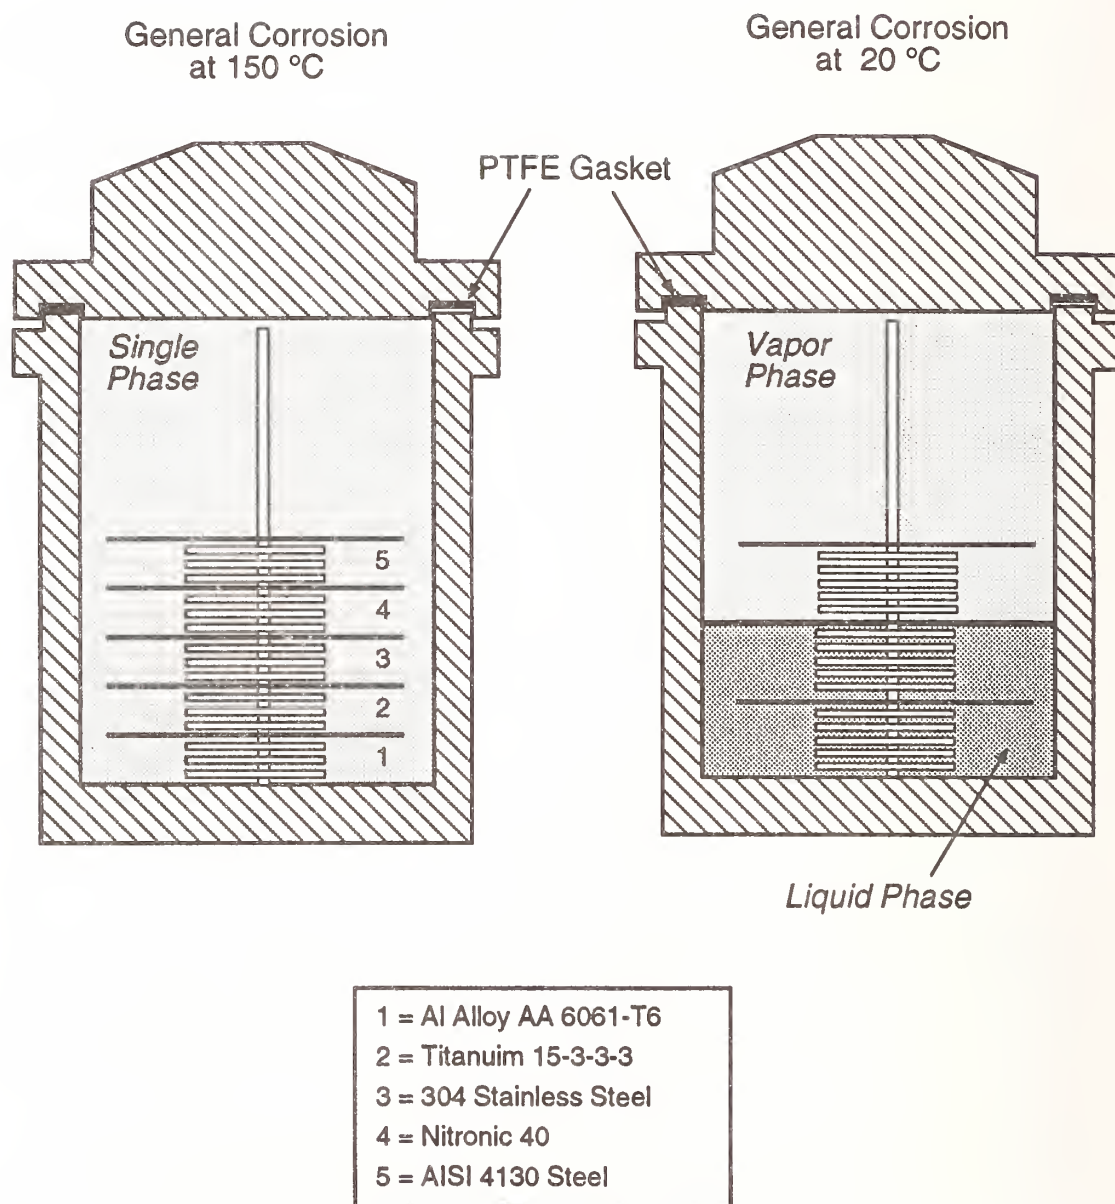 General Corrosion
at 150 °C
General Corrosion
at 20 °C
PTFE Gasket
Single
Phase
Vapor
Phase
5
4
3
2
1
Liquid Phase
1 = Al Alloy AA 6061-T6
2 = Titanuim 15-3-3-3
3 = 304 Stainless Steel
4 = Nitronic 40
5 = AISI 4130 Steel